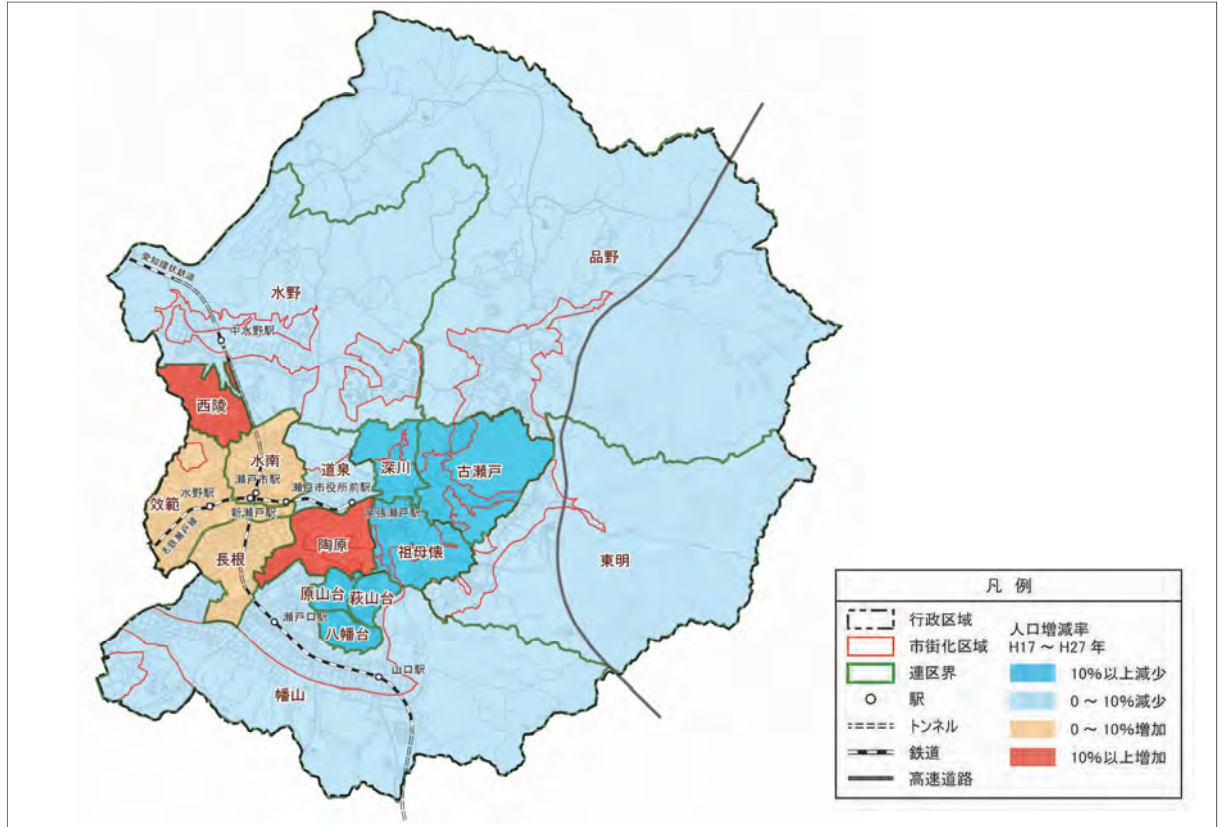 愛知環状鉄道
品野
水野
中水野駅
西陵
水南
道泉
深川
古瀬戸
瀬戸市駅
瀬戸市役所前駅
効範
水野駅
新瀬戸駅
尾張瀬戸駅
名鉄瀬戸線
陶原
祖母懐
長根
東明
原山台
萩山台
瀬戸口駅
八幡台
山口駅
幡山
凡例
行政区域
市街化区域
連区界
駅
トンネル
鉄道
高速道路
人口増減率
H17 ~ H27 年
10%以上減少
0 ~ 10%減少
0 ~ 10%増加
10%以上増加